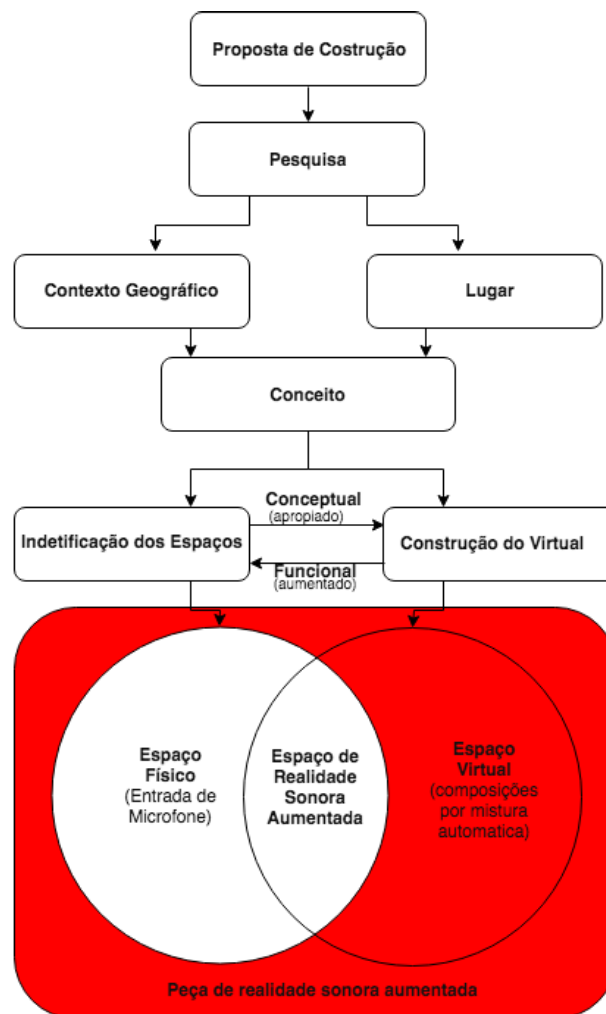 Proposta de Costrução
Pesquisa
Contexto Geográfico
Lugar
Conceito
Conceptual
(apropiado)
Indetificação dos Espaços
Construção do Virtual
Funcional
(aumentado)
Espaço
Físico
(Entrada de
Microfone)
Espaço de
Realidade
Sonora
Aumentada
Espaço
Virtual
(composições
por mistura
automatica)
Peça de realidade sonora aumentada